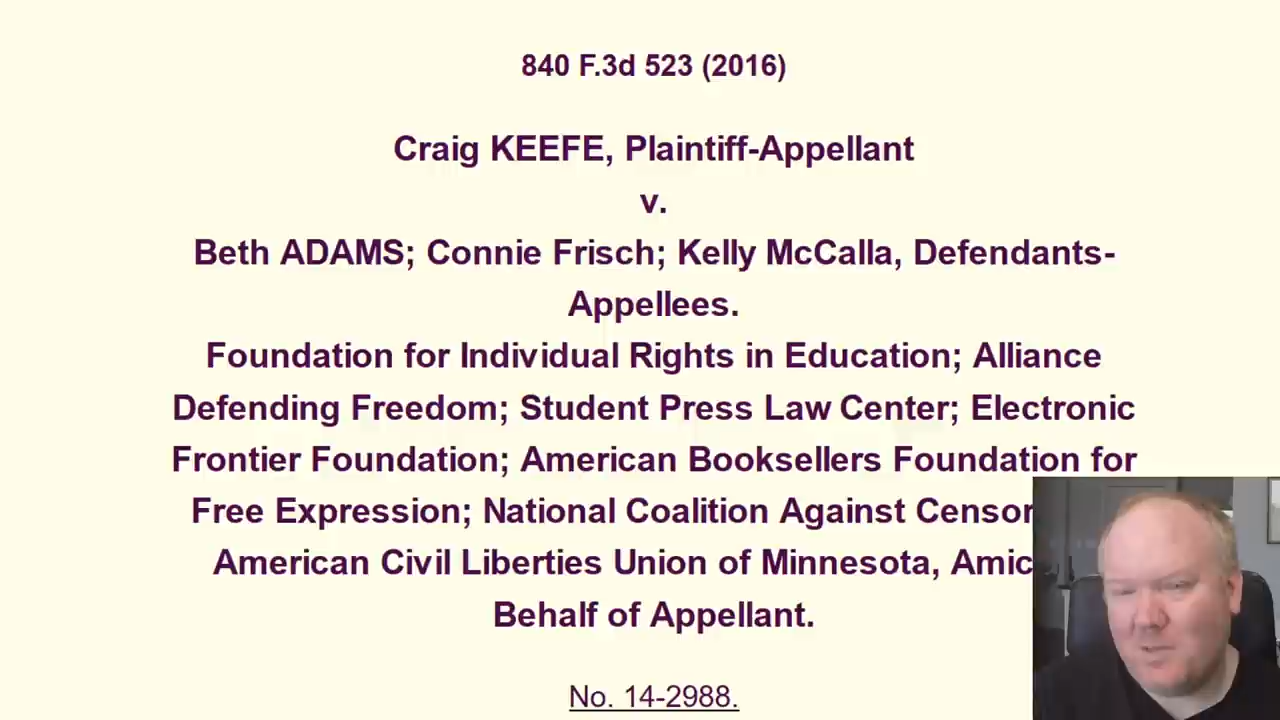 840 F.3d 523 (2016)
Craig KEEFE, Plaintiff-Appellant
v.
Beth ADAMS; Connie Frisch; Kelly McCalla, Defendants-
Appellees.
Foundation for Individual Rights in Education; Alliance
Defending Freedom; Student Press Law Center; Electronic
Frontier Foundation; American Booksellers Foundation for
Free Expression; National Coalition Against Censor
American Civil Liberties Union of Minnesota, Amic
Behalf of Appellant.
No. 14-2988.